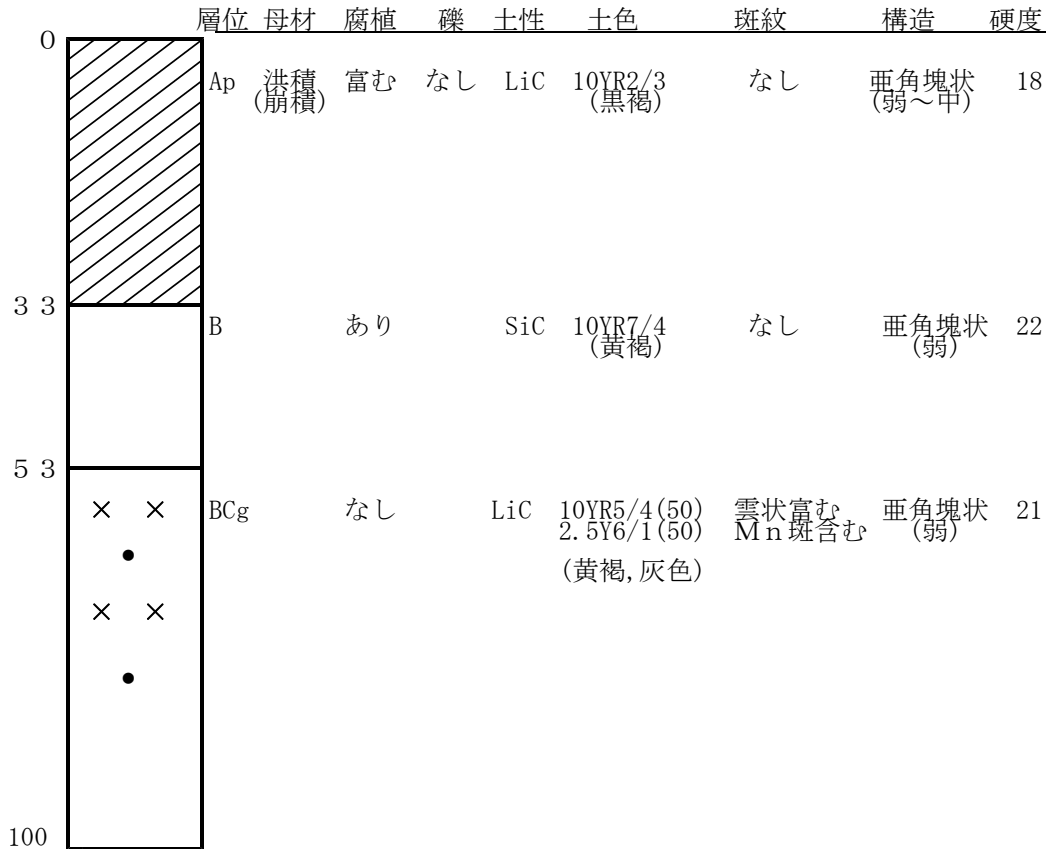 層位 母材 腐植 礫 土性 土色 斑紋 構造 硬度
0
Ap 洪積 富む なし LiC 10YR2/3 なし 亜角塊状 18
(崩積) (黒褐) (弱～中)
33
B あり SiC 10YR7/4 なし 亜角塊状 22
(黄褐) (弱)
53
BCg なし LiC 10YR5/4(50) 雲状富む 亜角塊状 21
2.5Y6/1(50) Mn斑含む (弱)
(黄褐,灰色)
100